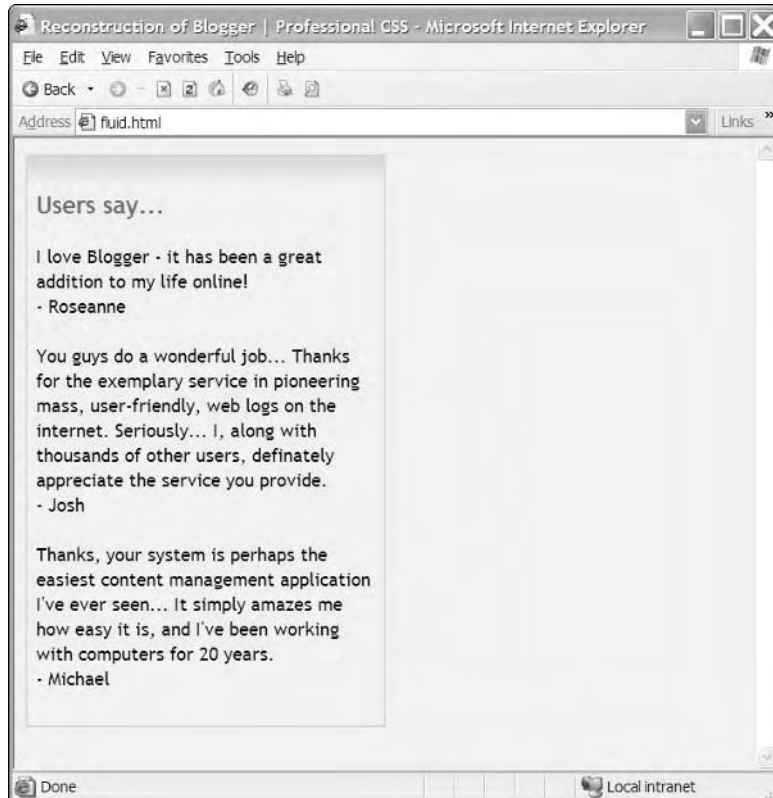 Reconstruction of Blogger | Professional CSS - Microsoft Internet Explorer
File Edit View Favorites Tools Help
Back
Address fluid.html Links »
Users say...
I love Blogger - it has been a great
addition to my life online!
- Roseanne
You guys do a wonderful job... Thanks
for the exemplary service in pioneering
mass, user-friendly, web logs on the
internet. Seriously... I, along with
thousands of other users, definately
appreciate the service you provide.
- Josh
Thanks, your system is perhaps the
easiest content management application
I've ever seen... It simply amazes me
how easy it is, and I've been working
with computers for 20 years.
- Michael
Done Local intranet